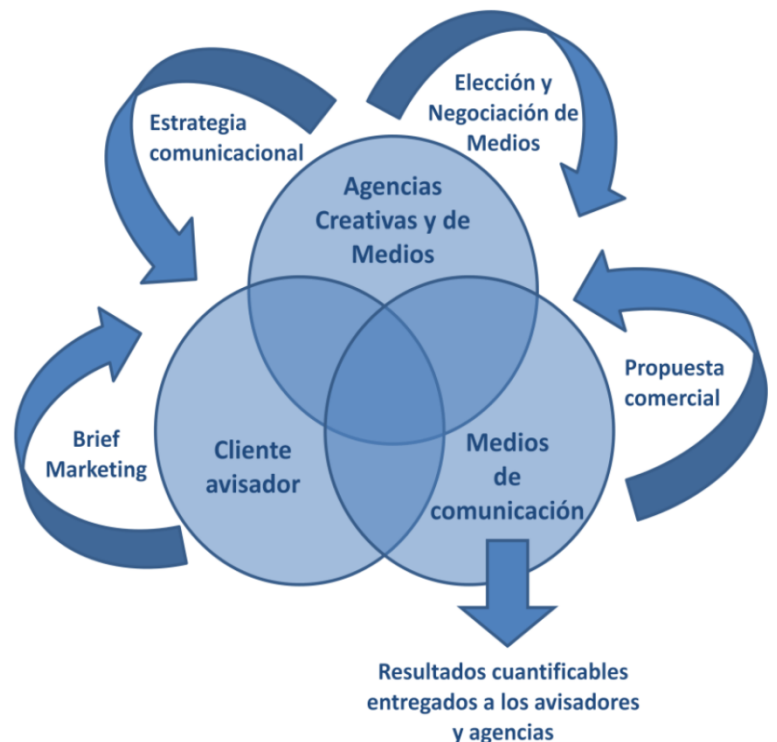 Elección y
Negociación de
Medios
Estrategia
comunicacional
Agencias
Creativas y de
Medios
Propuesta
comercial
Brief
Marketing
Cliente
avisador
Medios
de
comunicación
Resultados cuantificables
entregados a los avisadores
y agencias